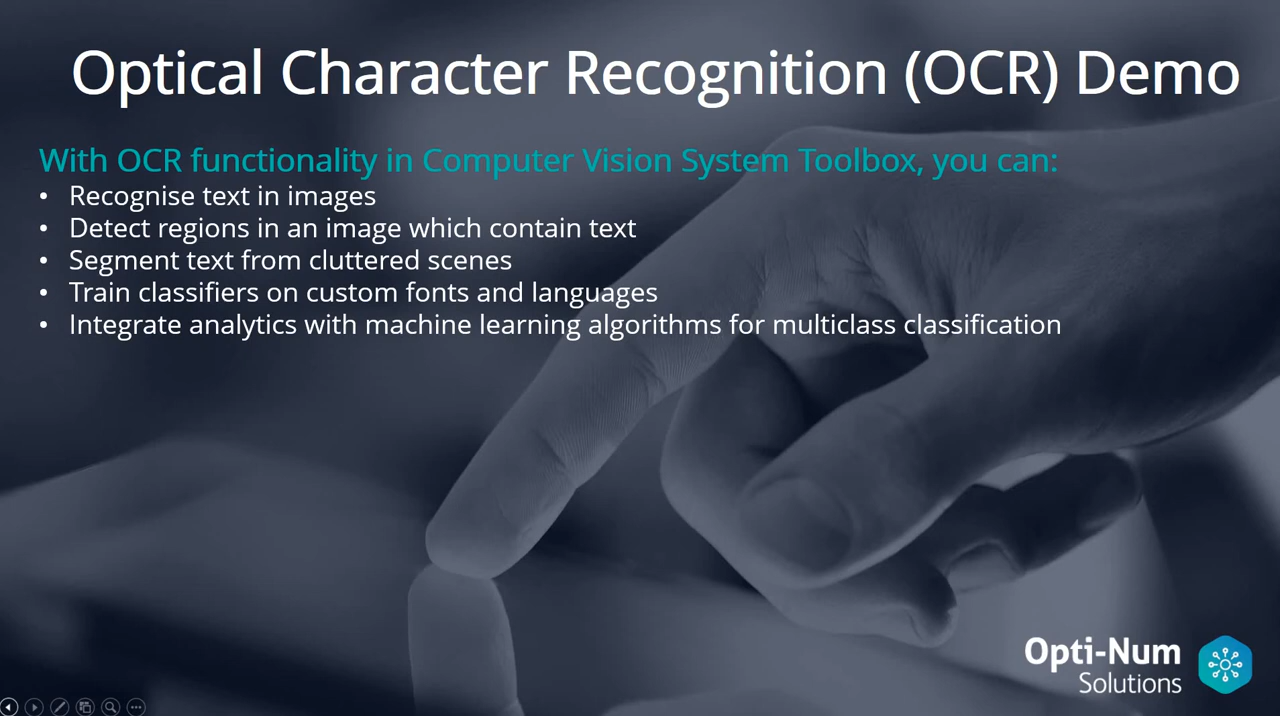 Optical Character Recognition (OCR) Demo
With OCR functionality in Computer Vision System Toolbox, you can:
• Recognise text in images
• Detect regions in an image which contain text
• Segment text from cluttered scenes
• Train classifiers on custom fonts and languages
• Integrate analytics with machine learning algorithms for multiclass classification
Opti-Num
Solutions